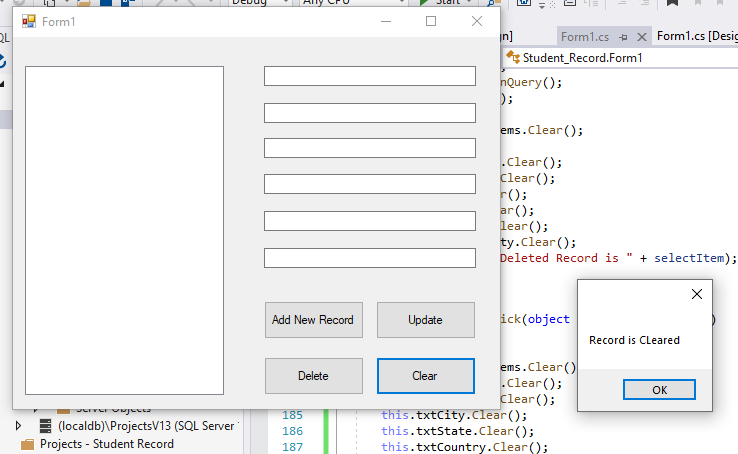 Form1
Debug
Any CPU
Start
Form1.cs
Form1.cs [Desig
Student_Record.Form1
SQL
nQuery();
);
ems.Clear();
.Clear();
Clear();
r();
ar();
lear();
ty.Clear();
Deleted Record is " + selectItem);
ick(object
)
ems.Clear()
.Clear();
Clear();
Add New Record
Update
Delete
Clear
Record is CLeared
OK
Server Objects
(localdb)\ProjectsV13 (SQL Server
Projects - Student Record
185 this.txtCity.Clear();
186 this.txtState.Clear();
187 this.txtCountry.Clear();